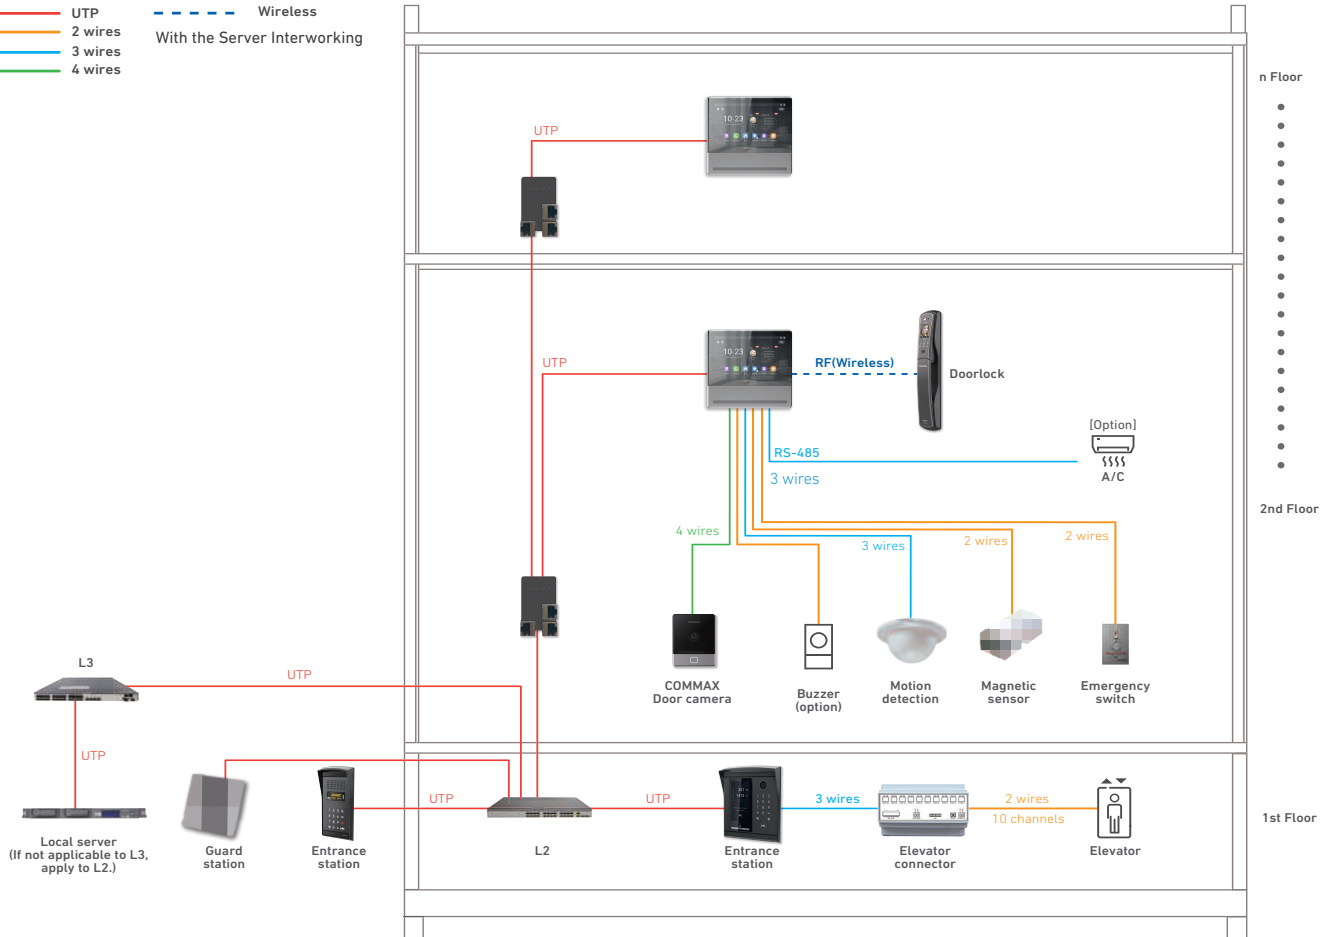 UTP
Wireless
2 wires
With the Server Interworking
3 wires
4 wires
n Floor
10:23
UTP
10:23
UTP
RF(Wireless)
Doorlock
[Option]
RS-485
3 wires
A/C
2nd Floor
4 wires
3 wires
2 wires
2 wires
COMMAX
Door camera
Buzzer
(option)
Motion
detection
Magnetic
sensor
Emergency
switch
L3
UTP
UTP
UTP
UTP
3 wires
2 wires
10 channels
1st Floor
Local server
(If not applicable to L3,
apply to L2.)
Guard
station
Entrance
station
L2
Entrance
station
Elevator
connector
Elevator